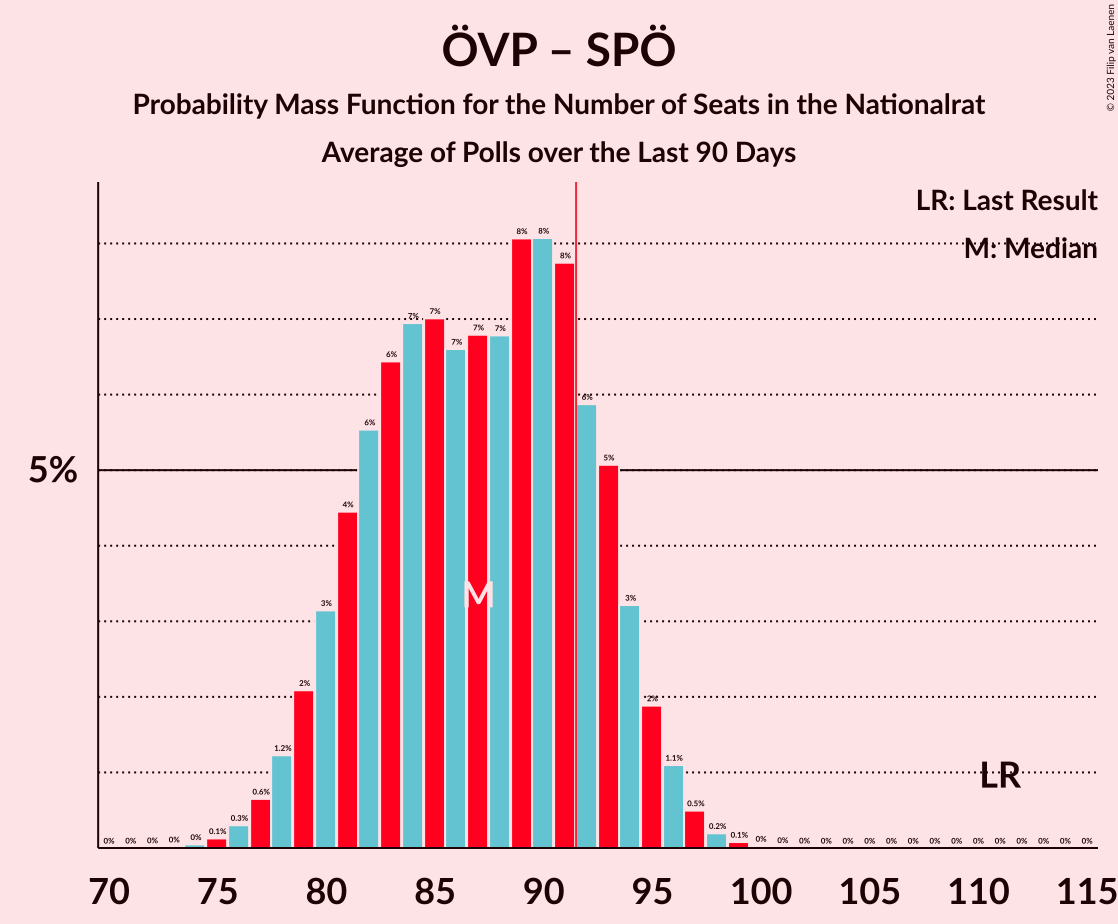 ÖVP – SPÖ
Probability Mass Function for the Number of Seats in the Nationalrat
Average of Polls over the Last 90 Days
© 2023 Filip van Laenen
LR: Last Result
M: Median
8% 8%
8%
7% 7%
7% 7% 7%
6%
6%
6%
5%
5%
4%
M
3%
3%
2%
2%
1.2%
1.1%
LR
0.6%
0.5%
0.3%
0.2%
0% 0% 0% 0% 0% 0.1% 0.1% 0% 0% 0% 0% 0% 0% 0% 0% 0% 0% 0% 0% 0% 0% 0% 0%
70 75 80 85 90 95 100 105 110 115